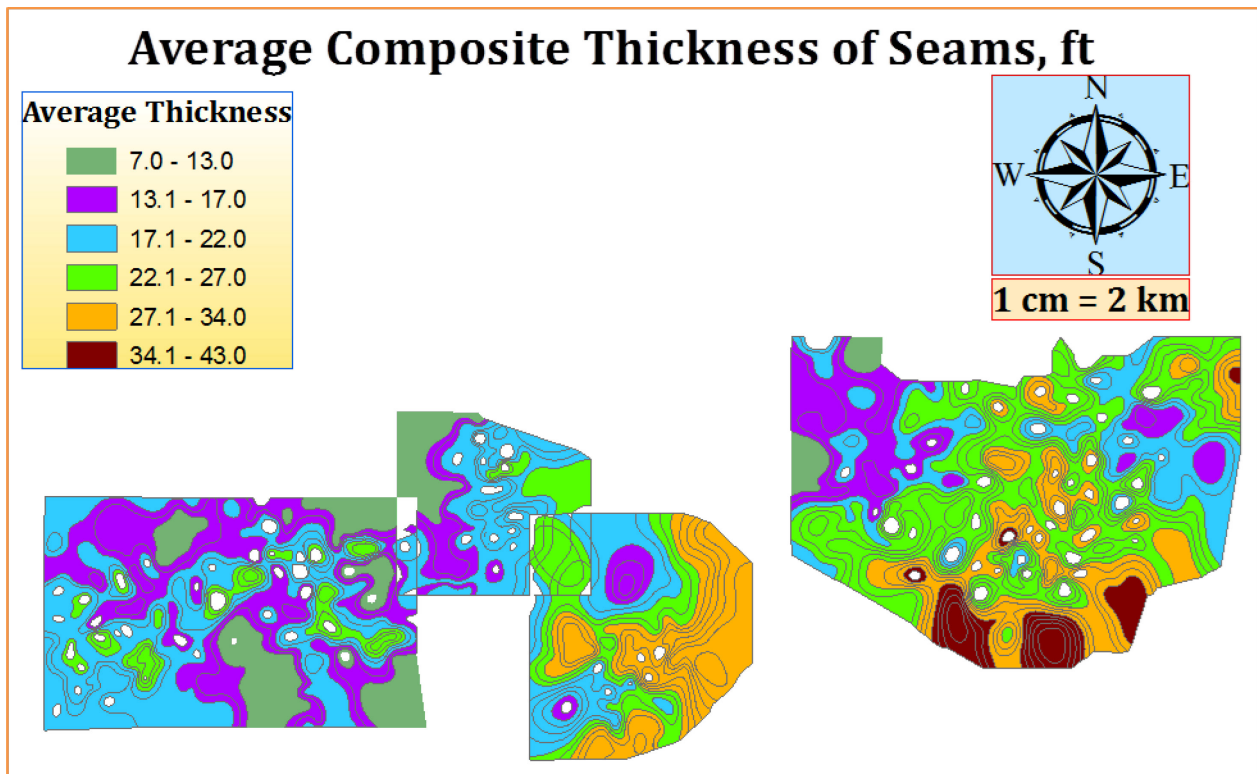 Average Composite Thickness of Seams, ft
Average Thickness
7.0 - 13.0
13.1 - 17.0
17.1 - 22.0
22.1 - 27.0
27.1 - 34.0
34.1 - 43.0
N
W E
S
1 cm = 2 km